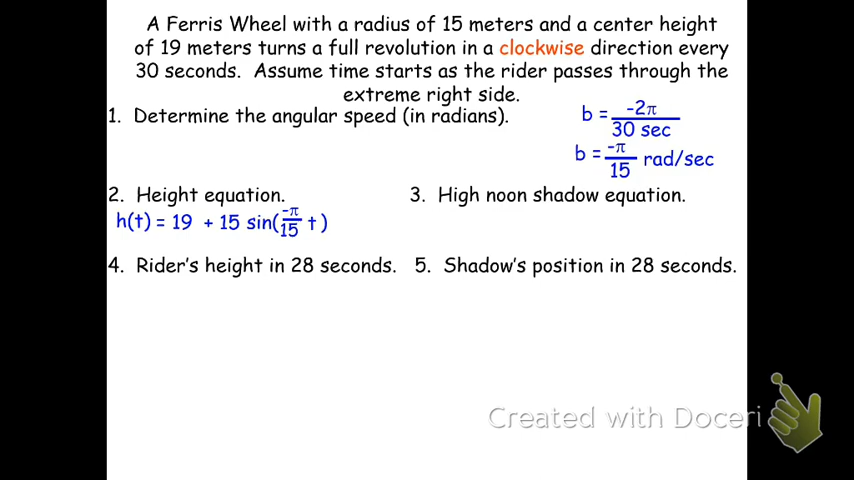 A Ferris Wheel with a radius of 15 meters and a center height
of 19 meters turns a full revolution in a clockwise direction every
30 seconds. Assume time starts as the rider passes through the
extreme right side.
1. Determine the angular speed (in radians).
b = -2π
30 sec
b = -π
15 rad/sec
2. Height equation.
3. High noon shadow equation.
h(t) = 19 + 15 sin(-π
15 t )
4. Rider's height in 28 seconds.
5. Shadow's position in 28 seconds.
Created with Doceri